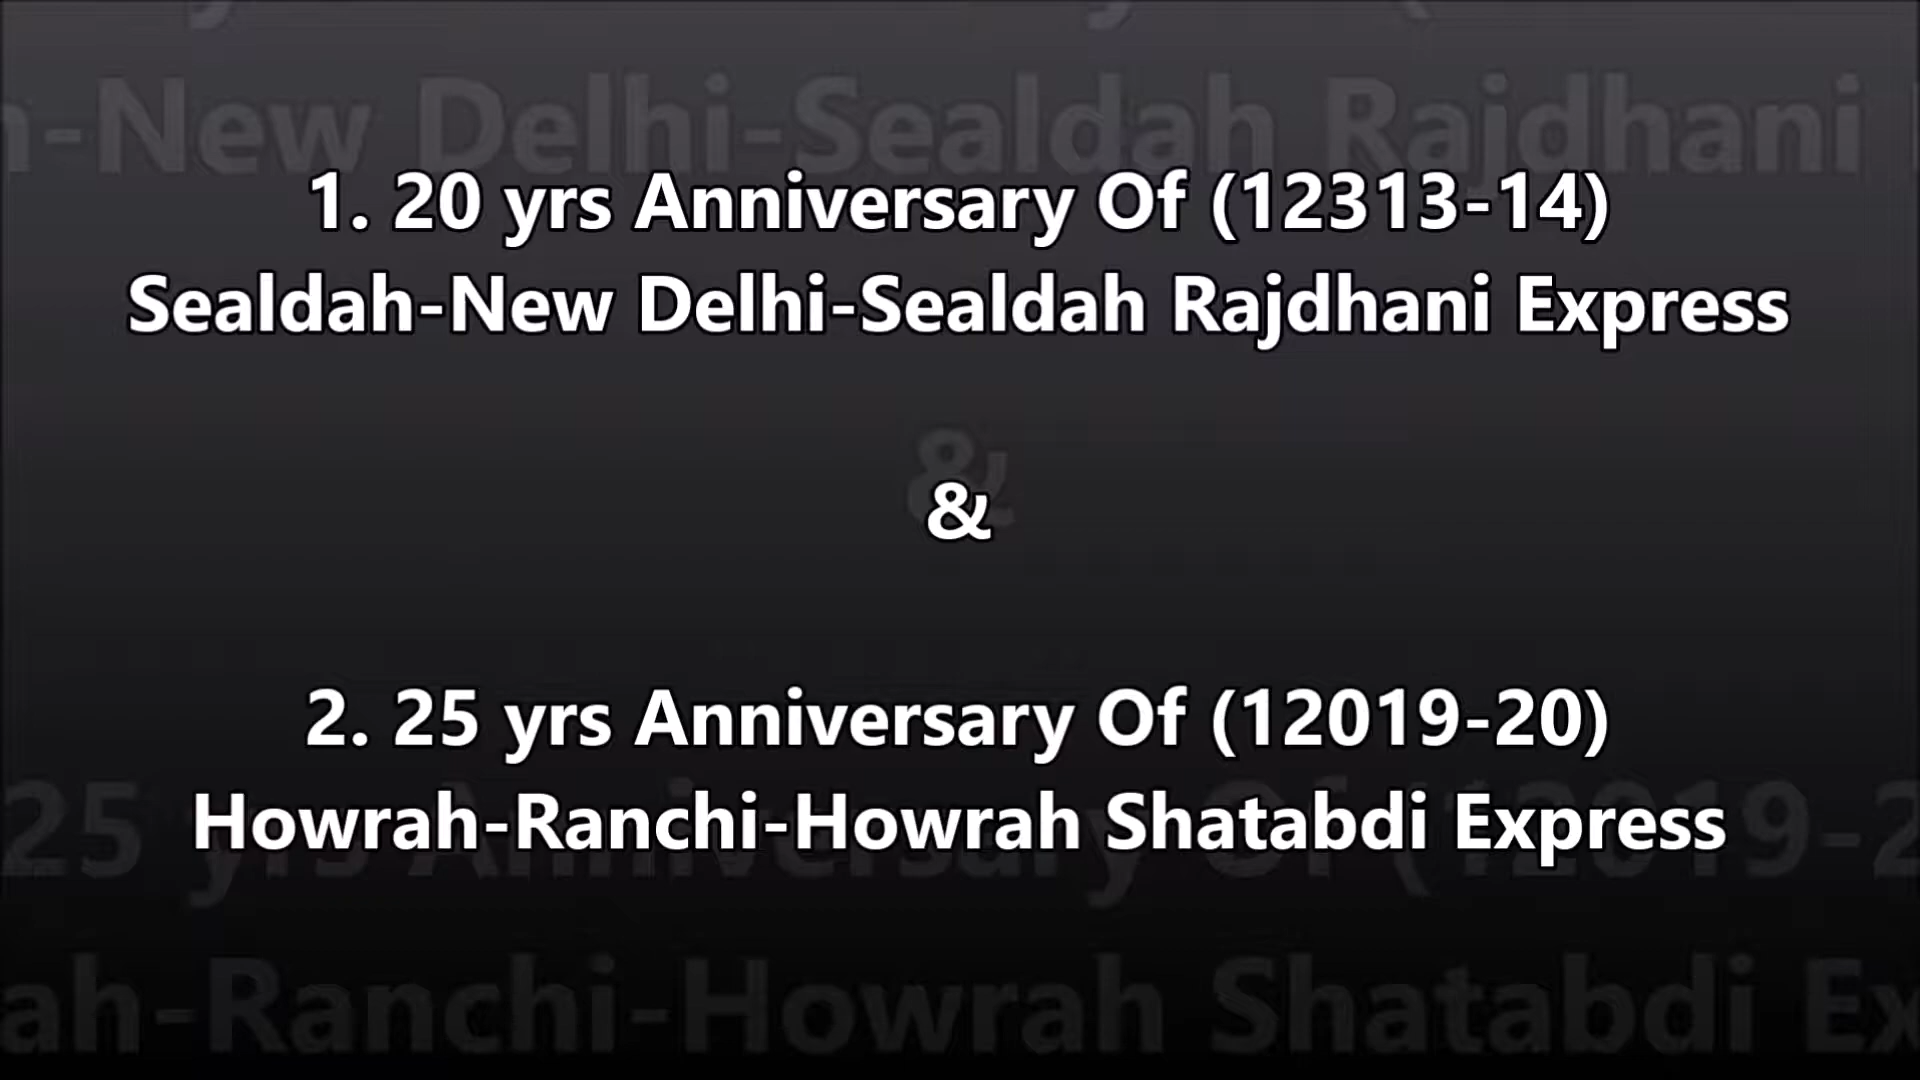 1. 20 yrs Anniversary Of (12313-14)
Sealdah-New Delhi-Sealdah Rajdhani Express
&
2. 25 yrs Anniversary Of (12019-20)
Howrah-Ranchi-Howrah Shatabdi Express